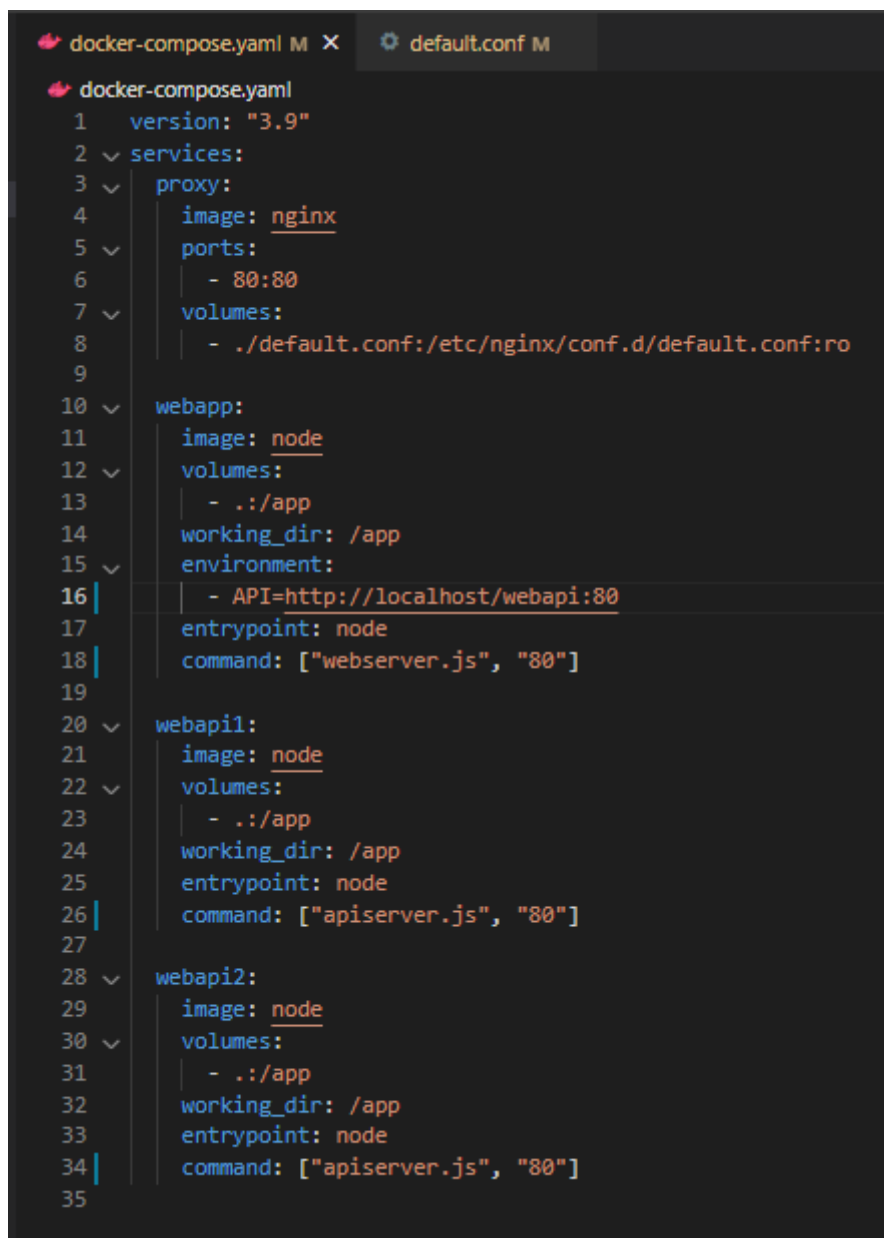 docker-compose.yaml M × default.conf M
docker-compose.yaml
1 version: "3.9"
2 services:
3   proxy:
4     image: nginx
5     ports:
6       - 80:80
7     volumes:
8       - ./default.conf:/etc/nginx/conf.d/default.conf:ro
9
10   webapp:
11     image: node
12     volumes:
13       - .:/app
14     working_dir: /app
15     environment:
16       - API=http://localhost/webapi:80
17     entrypoint: node
18     command: ["webserver.js", "80"]
19
20   webapi1:
21     image: node
22     volumes:
23       - .:/app
24     working_dir: /app
25     entrypoint: node
26     command: ["apiserver.js", "80"]
27
28   webapi2:
29     image: node
30     volumes:
31       - .:/app
32     working_dir: /app
33     entrypoint: node
34     command: ["apiserver.js", "80"]
35